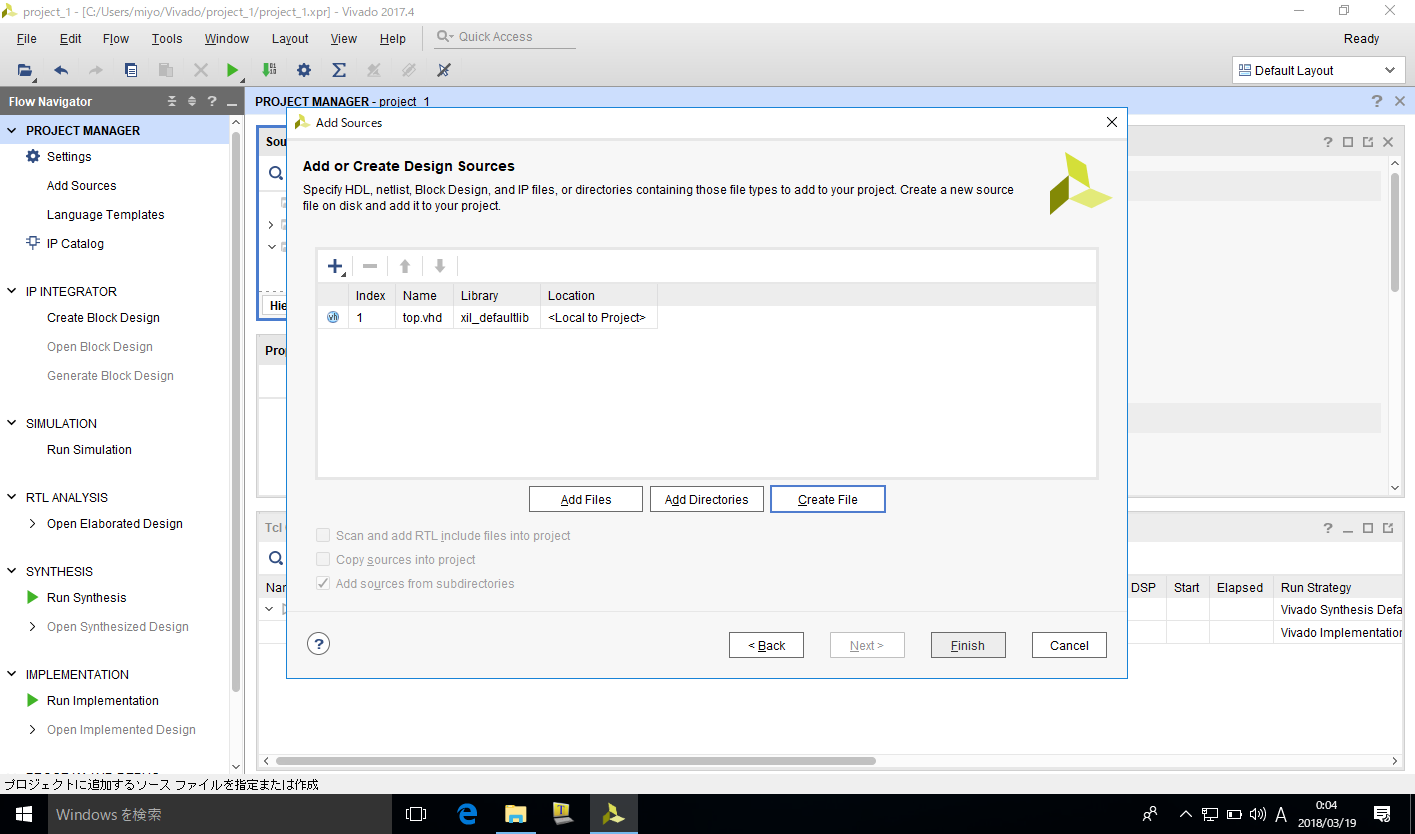 project_1 - [C:/Users/miyo/Vivado/project_1/project_1.xpr] - Vivado 2017.4
File Edit Flow Tools Window Layout View Help Quick Access Ready
Default Layout
Flow Navigator
PROJECT MANAGER - project_1
PROJECT MANAGER
Settings
Add Sources
Language Templates
IP Catalog
IP INTEGRATOR
Create Block Design
Open Block Design
Generate Block Design
SIMULATION
Run Simulation
RTL ANALYSIS
Open Elaborated Design
SYNTHESIS
Run Synthesis
Open Synthesized Design
IMPLEMENTATION
Run Implementation
Open Implemented Design
Add Sources
Add or Create Design Sources
Specify HDL, netlist, Block Design, and IP files, or directories containing those file types to add to your project. Create a new source
file on disk and add it to your project.
Index Name Library Location
1 top.vhd xil_defaultlib <Local to Project>
Add Files Add Directories Create File
Scan and add RTL include files into project
Copy sources into project
Add sources from subdirectories
? < Back Next > Finish Cancel
Sou
Hie
Pro
Tcl
Nar
DSP Start Elapsed Run Strategy
Vivado Synthesis Defa
Vivado Implementation
プロジェクトに追加するソース ファイルを指定または作成
Windows を検索
A
0:04
2018/03/19